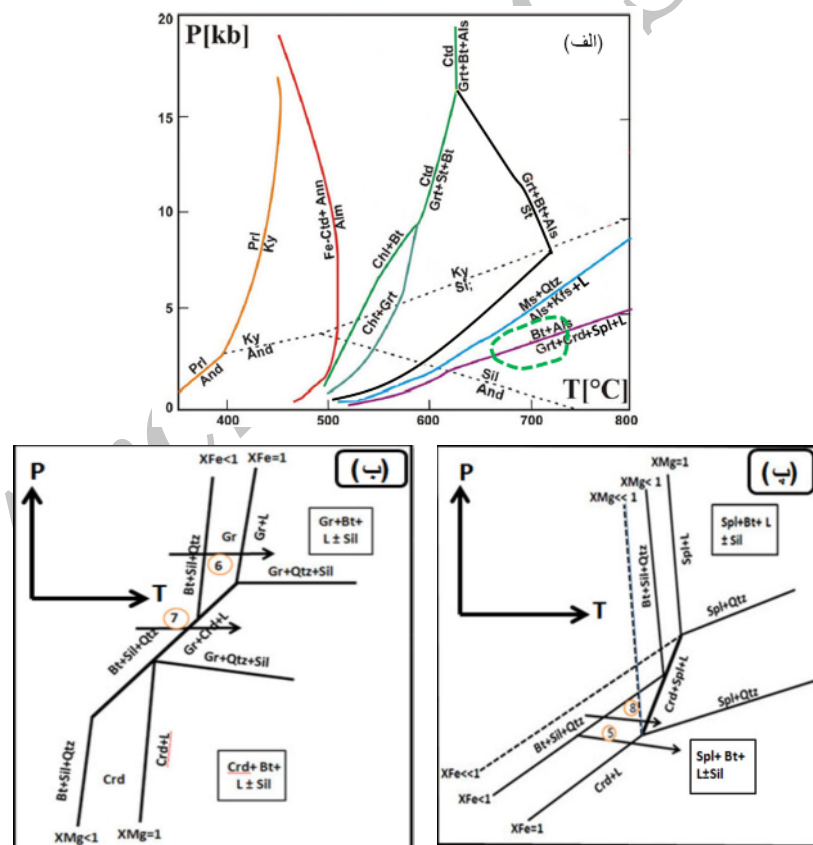 P[kb]
(الف)
20
15
10
5
0
400
500
600
700
800
T[°C]
Prl
Ky
Prl
And
Ky
And
Fe-Ctd+ Ann
Alm
Chl+Bt
Chl+Grt
Ctd
Grt+St+Bt
Ctd
Grt+Bt+Als
Grt+Bt+Als
St
Ky
Ms+Qtz
Als+Kfs+L
Bt+Als
Grt+Crd+Spl+L
Sil
And
(ب)
P
T
XFe<1
XFe=1
Bt+Sil+Qtz
Gr
Gr+L
Gr+Bt+
L ± Sil
6
Gr+Qtz+Sil
7
Bt+Sil+Qtz
Gr+Crd+L
Gr+Qtz+Sil
Bt+Sil+Qtz
Crd
Crd+L
Crd+ Bt+
L ± Sil
XMg<1
XMg=1
(پ)
P
T
XMg=1
XMg< 1
XMg<< 1
Bt+Sil+Qtz
Spl+L
Spl+Bt+ L
± Sil
Spl+Qtz
Crd+Spl+L
Spl+Qtz
8
Bt+Sil+Qtz
5
Crd+L
Spl+ Bt+
L±Sil
XFe<<1
XFe<1
XFe=1